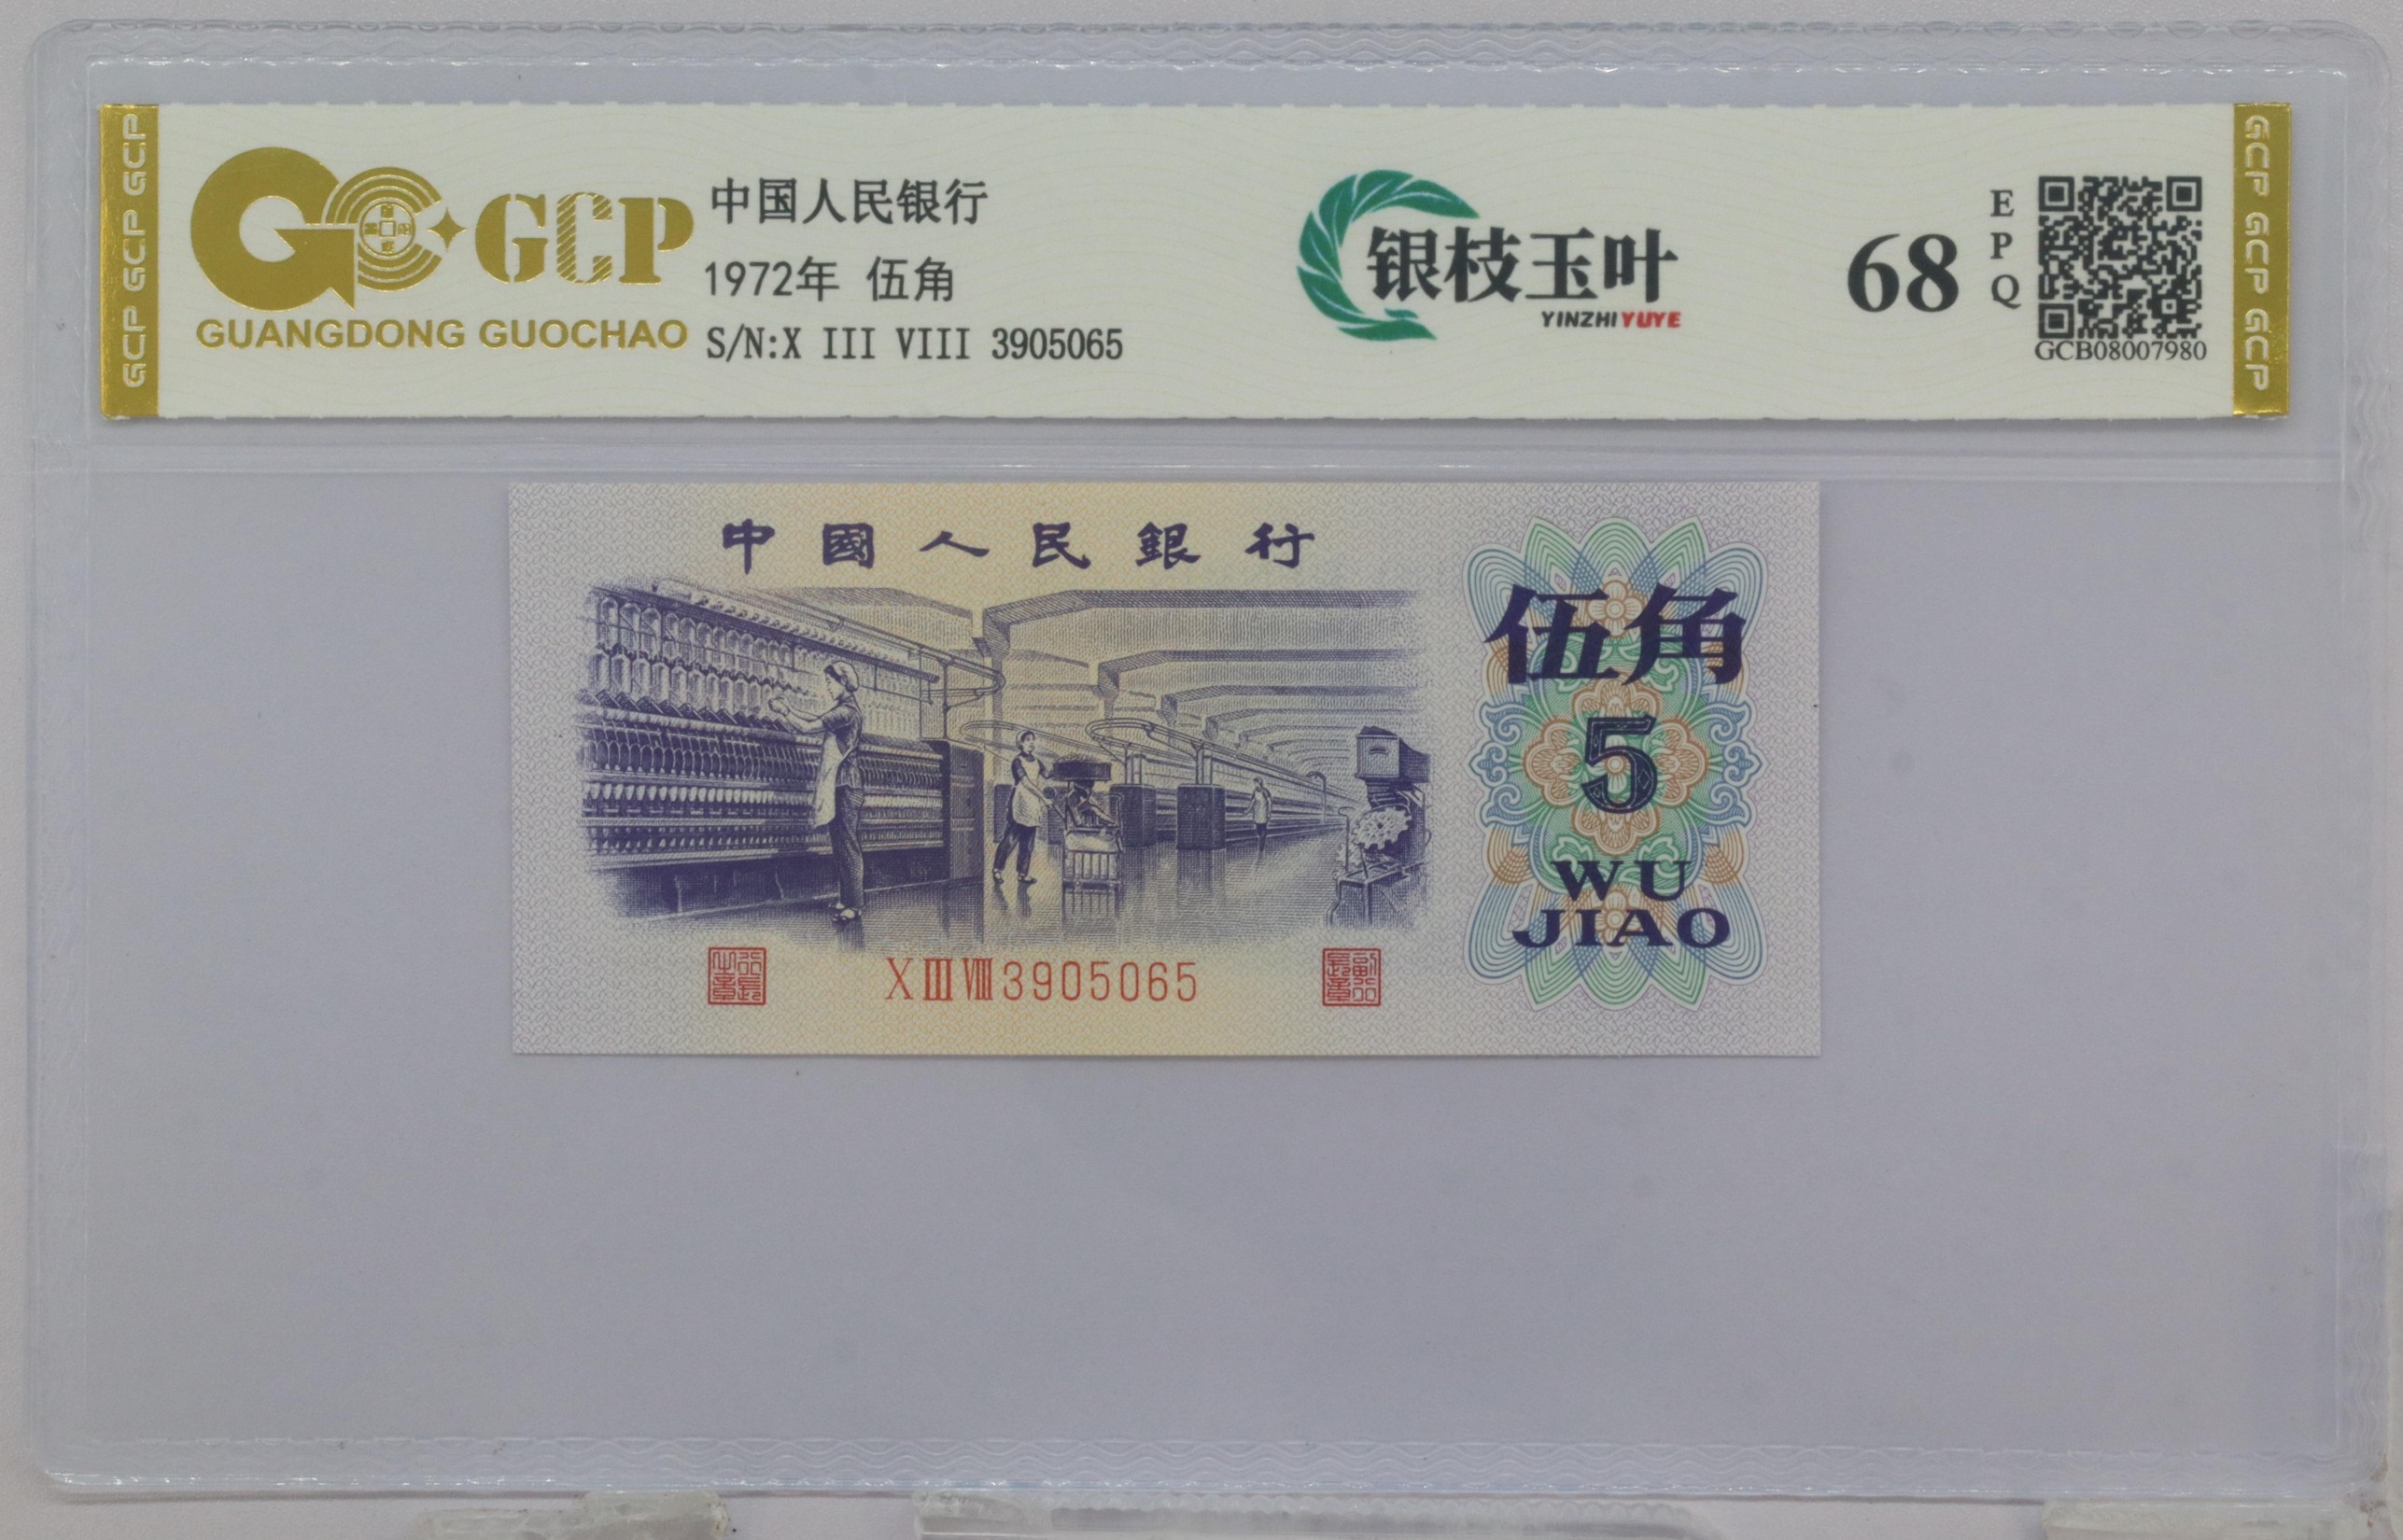 GCP GCP GCP
GCP
GUANGDONG GUOCHAO
中国人民银行
1972年 伍角
S/N:X III VIII 3905065
银枝玉叶
YINZHIYUYE
68
EPQ
GCB08007980
GCP GCP GCP
中國人民銀行
伍角
5
WU
JIAO
X III VIII 3905065